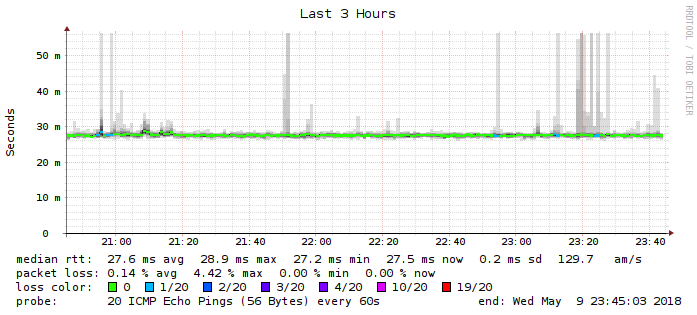 Last 3 Hours
RRDTOOL / TOBI OETIKER
Seconds
50 m
40 m
30 m
20 m
10 m
0
21:00 21:20 21:40 22:00 22:20 22:40 23:00 23:20 23:40
median rtt: 27.6 ms avg 28.9 ms max 27.2 ms min 27.5 ms now 0.2 ms sd 129.7 am/s
packet loss: 0.14 % avg 4.42 % max 0.00 % min 0.00 % now
loss color: 0 1/20 2/20 3/20 4/20 10/20 19/20
probe: 20 ICMP Echo Pings (56 Bytes) every 60s end: Wed May 9 23:45:03 2018